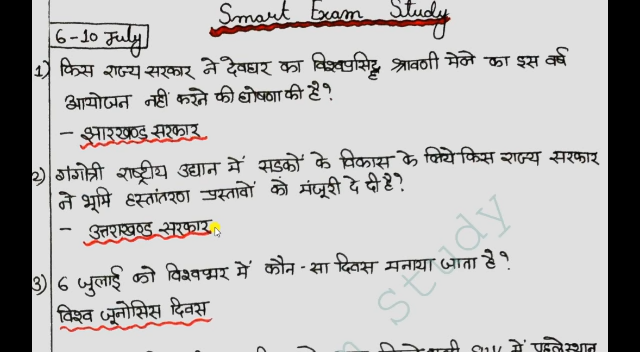 Smart Exam Study
6-10 July
1) किस राज्य सरकार ने देवघर का विश्वप्रसिद्ध श्रावणी मेले का इस वर्ष
आयोजन नहीं करने की घोषणा की है?
- झारखण्ड सरकार
2) गंगोत्री राष्ट्रीय उद्यान में सड़कों के विकास के लिये किस राज्य सरकार
ने भूमि हस्तांतरण प्रस्तावों को मंजूरी दे दी है?
- उत्तराखण्ड सरकार
3) 6 जुलाई को विश्वभर में कौन-सा दिवस मनाया जाता है?
विश्व जूनोसिस दिवस
Study